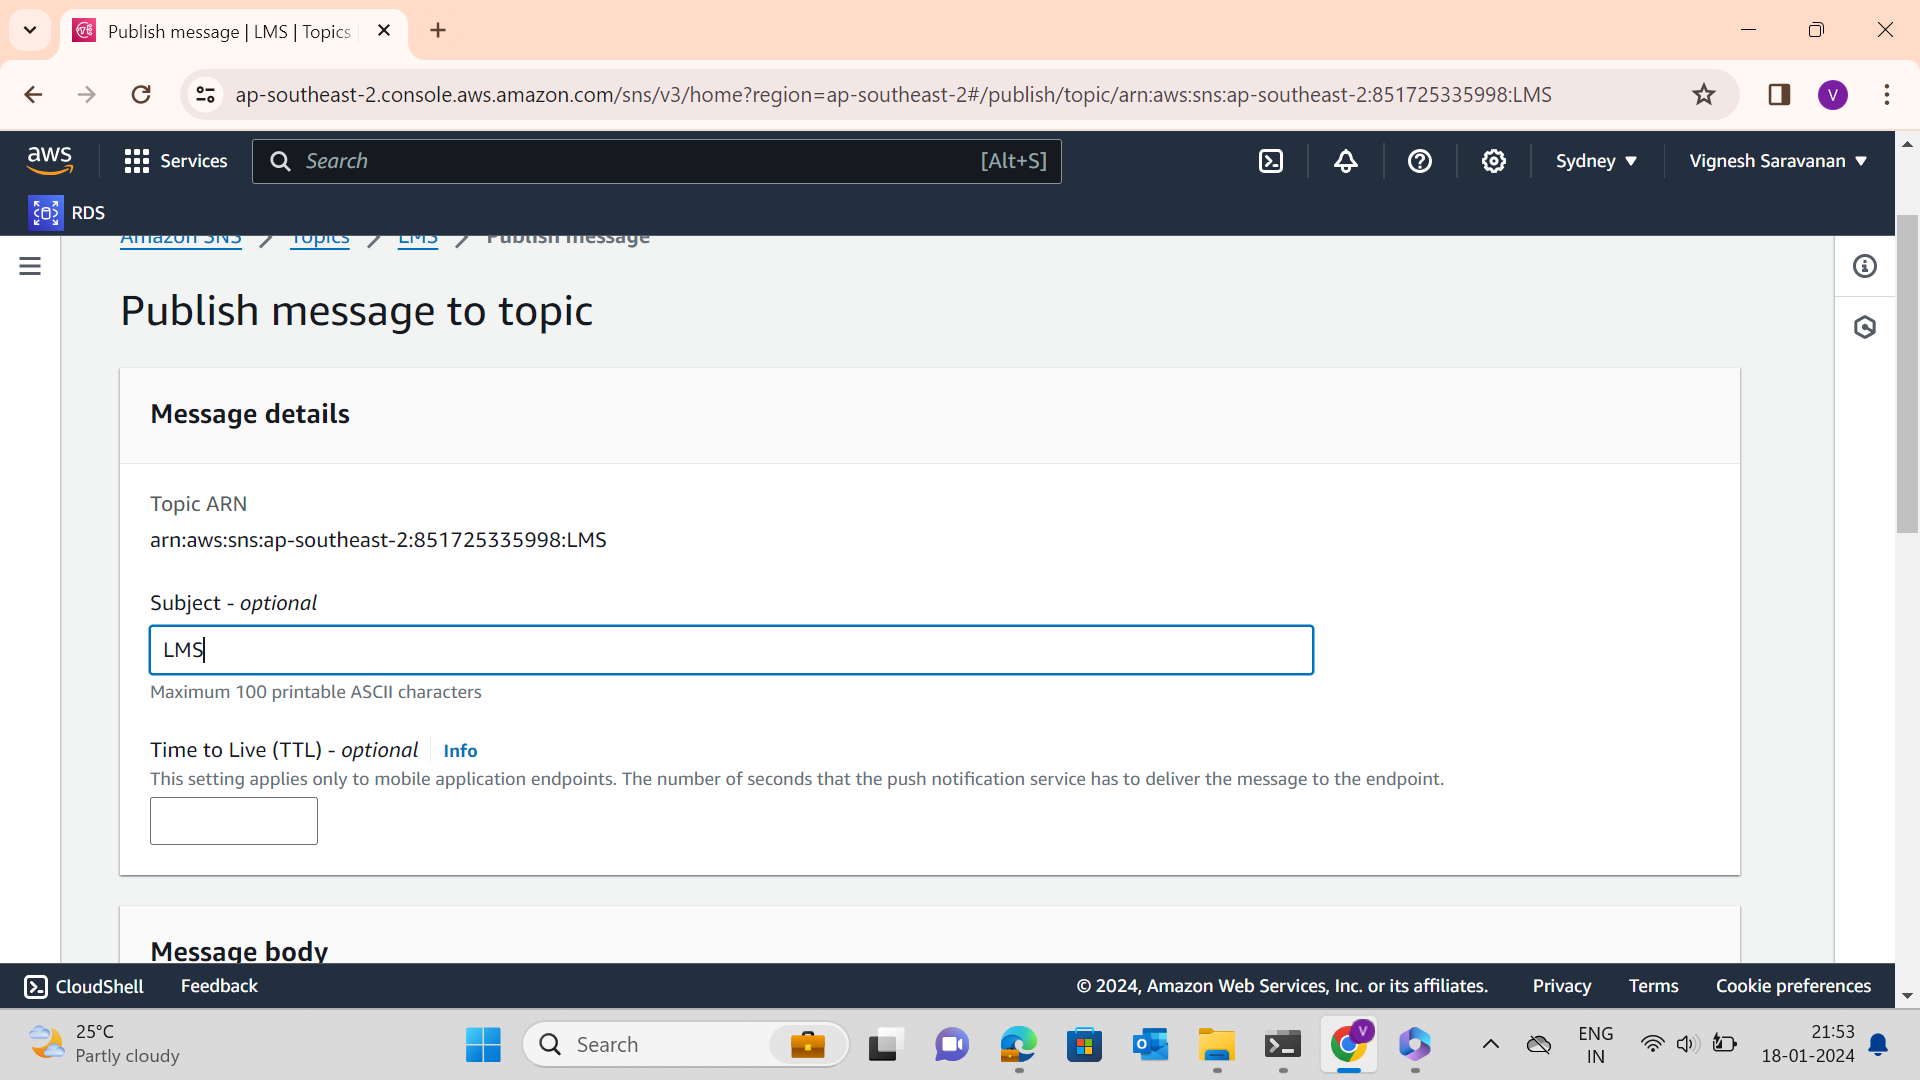 Publish message | LMS | Topics
ap-southeast-2.console.aws.amazon.com/sns/v3/home?region=ap-southeast-2#/publish/topic/arn:aws:sns:ap-southeast-2:851725335998:LMS
V
aws
Services
Search
[Alt+S]
Sydney
Vignesh Saravanan
RDS
Amazon SNS
Topics
LMS
Publish message
Publish message to topic
Message details
Topic ARN
arn:aws:sns:ap-southeast-2:851725335998:LMS
Subject - optional
LMS
Maximum 100 printable ASCII characters
Time to Live (TTL) - optional
Info
This setting applies only to mobile application endpoints. The number of seconds that the push notification service has to deliver the message to the endpoint.
Message body
CloudShell
Feedback
© 2024, Amazon Web Services, Inc. or its affiliates.
Privacy
Terms
Cookie preferences
25°C
Partly cloudy
Search
V
ENG
IN
21:53
18-01-2024